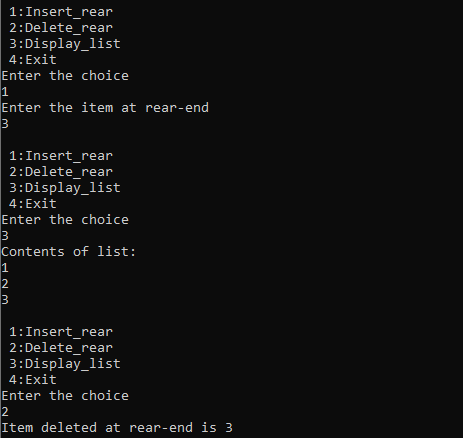 1:Insert_rear
2:Delete_rear
3:Display_list
4:Exit
Enter the choice
1
Enter the item at rear-end
3
1:Insert_rear
2:Delete_rear
3:Display_list
4:Exit
Enter the choice
3
Contents of list:
1
2
3
1:Insert_rear
2:Delete_rear
3:Display_list
4:Exit
Enter the choice
2
Item deleted at rear-end is 3